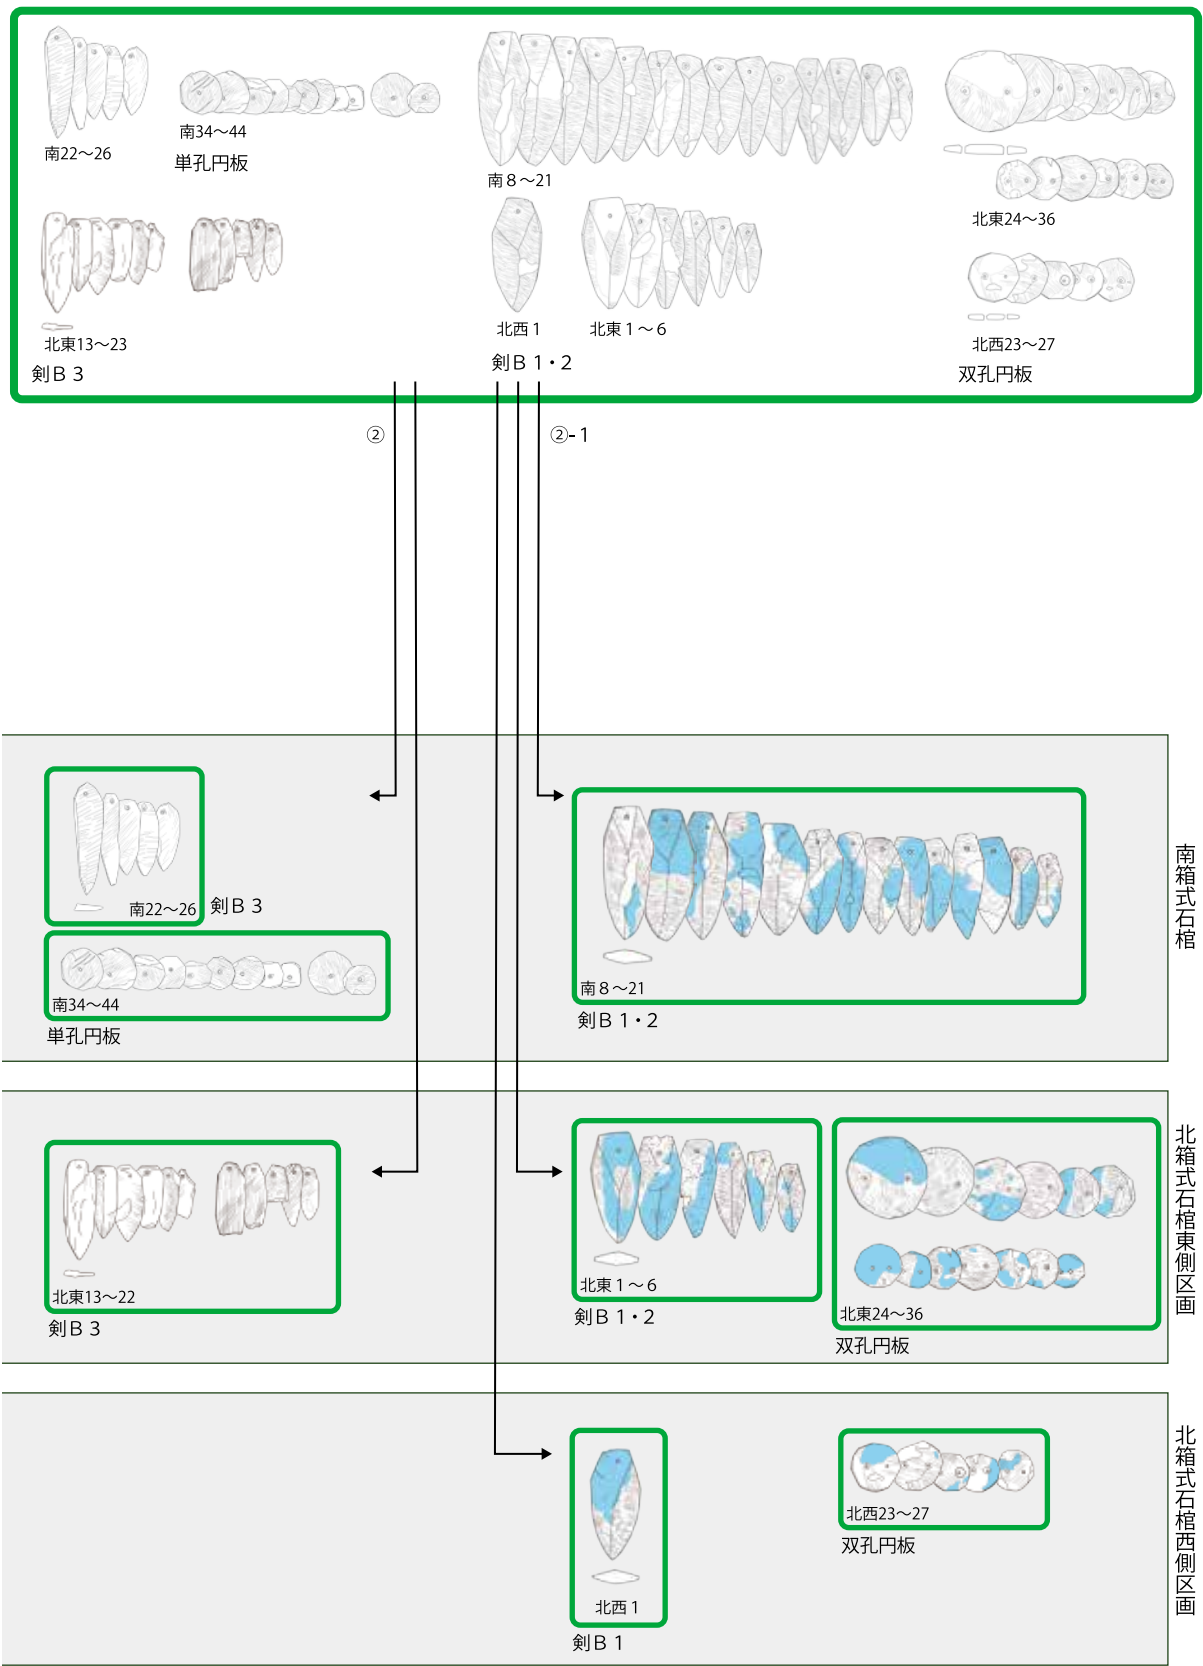 南22～26
南34～44
単孔円板
南８～21
北東24～36
北東13～23
剣Ｂ３
北西１
北東１～６
剣Ｂ１・２
北西23～27
双孔円板
②
②-１
南22～26
剣Ｂ３
南34～44
単孔円板
南８～21
剣Ｂ１・２
南箱式石棺
北東13～22
剣Ｂ３
北東１～６
剣Ｂ１・２
北東24～36
双孔円板
北箱式石棺東側区画
北西１
剣Ｂ１
北西23～27
双孔円板
北箱式石棺西側区画